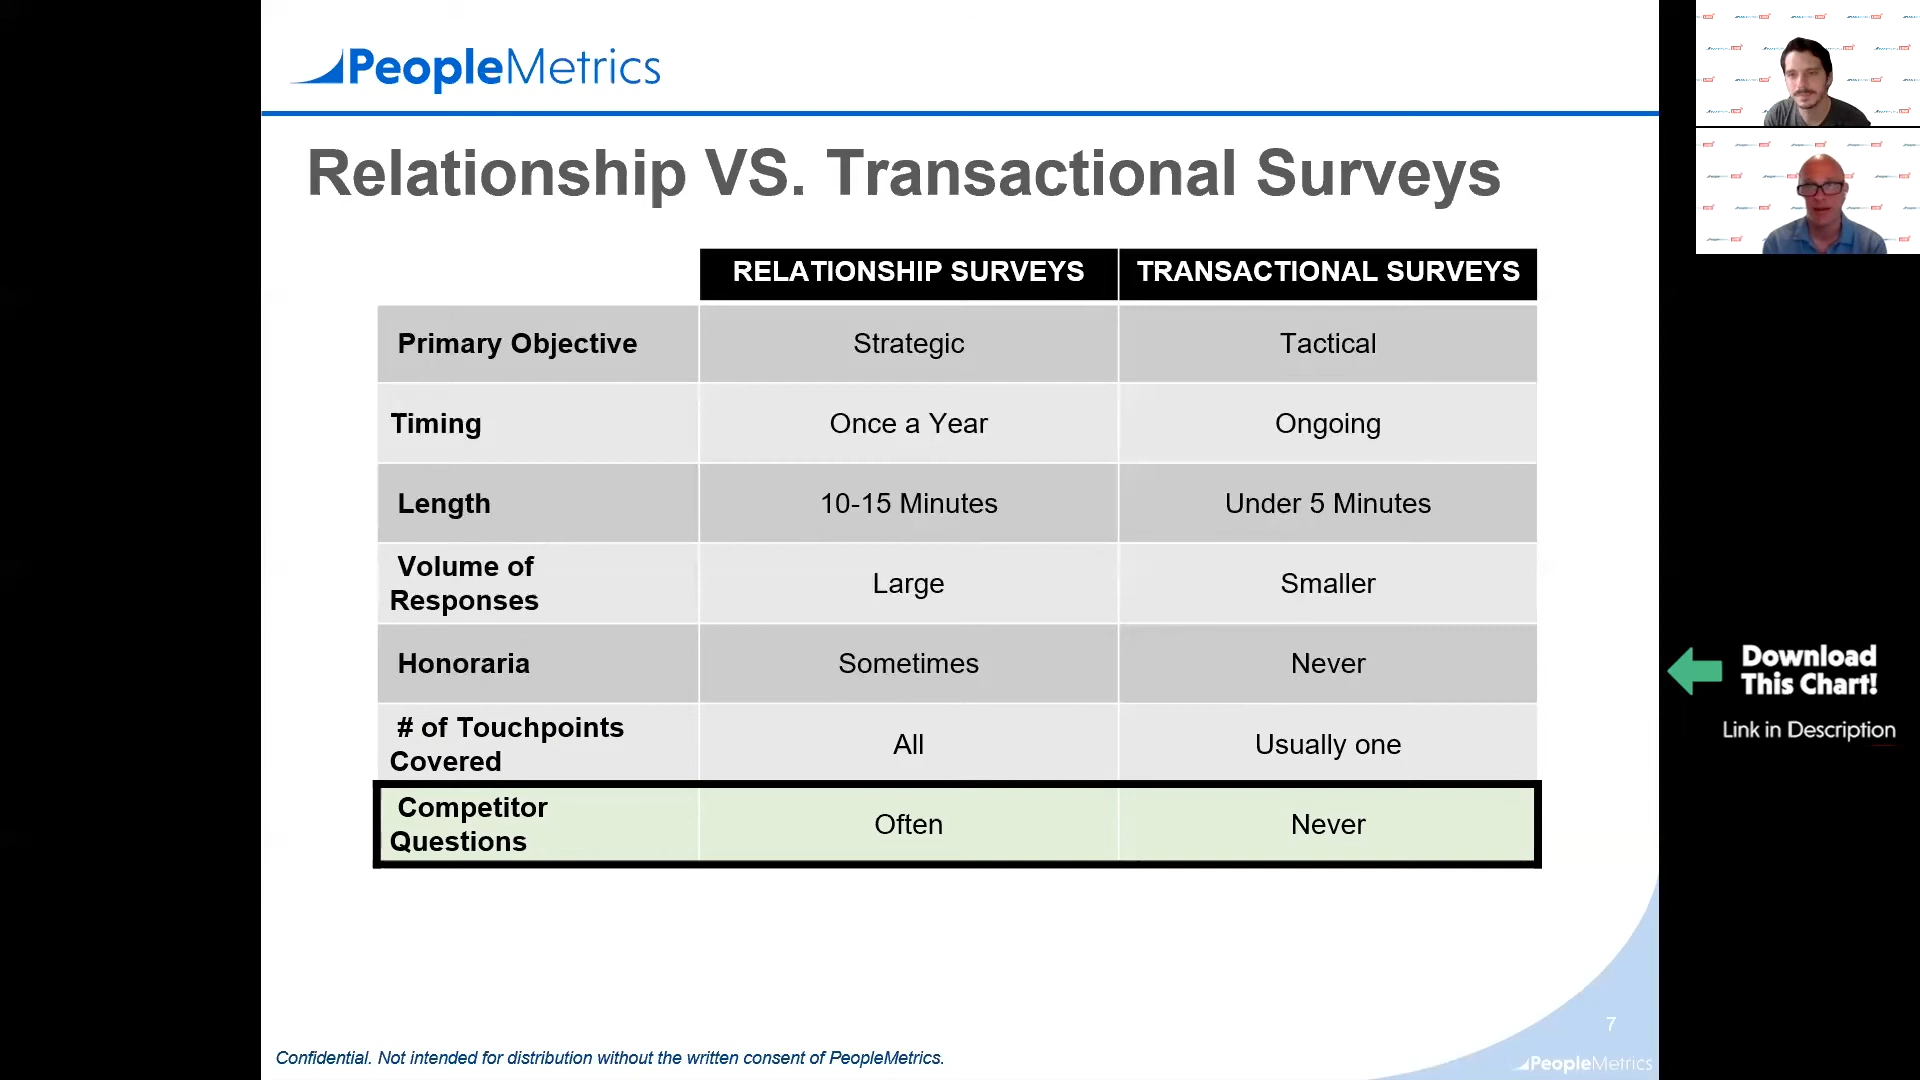 PeopleMetrics
Relationship VS. Transactional Surveys
RELATIONSHIP SURVEYS TRANSACTIONAL SURVEYS
Primary Objective Strategic Tactical
Timing Once a Year Ongoing
Length 10-15 Minutes Under 5 Minutes
Volume of
Responses Large Smaller
Honoraria Sometimes Never
# of Touchpoints
Covered All Usually one
Competitor
Questions Often Never
Download
This Chart!
Link in Description
7
Confidential. Not intended for distribution without the written consent of PeopleMetrics.
PeopleMetrics